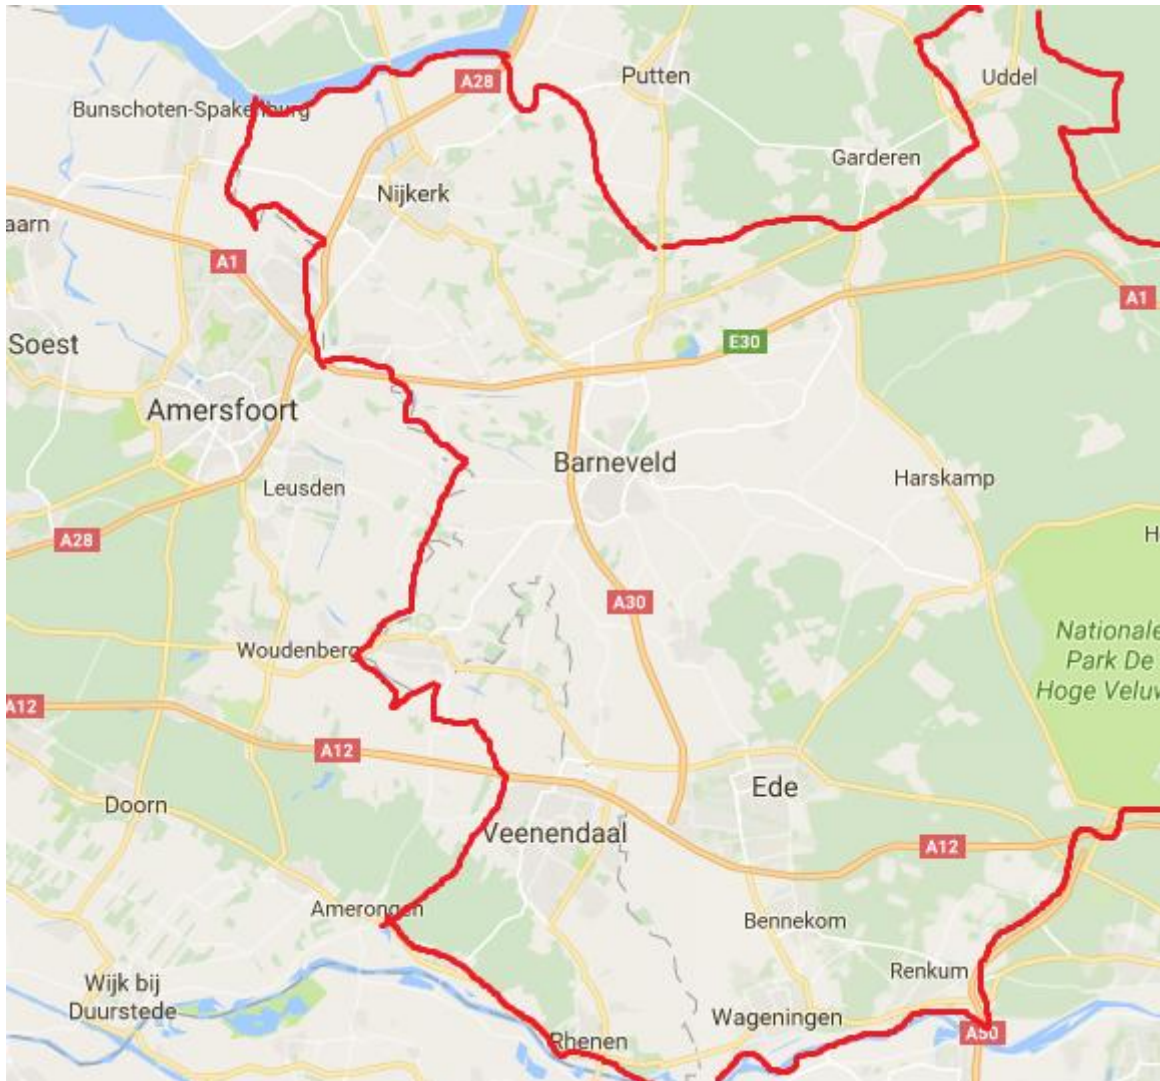 Putten
Uddel
A28
Bunschoten-Spakenburg
Garderen
Nijkerk
aarn
A1
A1
E30
Soest
Amersfoort
Barneveld
Harskamp
Leusden
A28
H
A30
Nationale
Park De
Hoge Veluw
Woudenberg
A12
A12
Ede
Doorn
Veenendaal
A12
Amerongen
Bennekom
Renkum
Wijk bij
Duurstede
Wageningen
A50
Rhenen